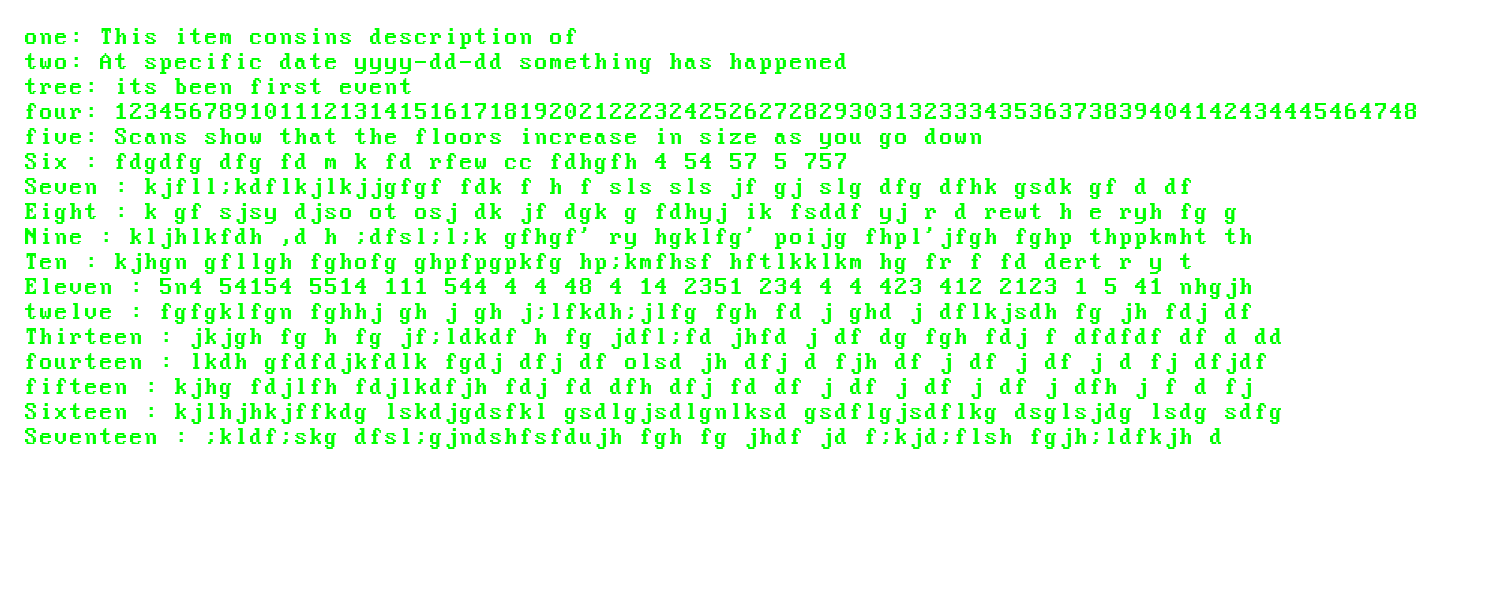 one: This item consins description of
two: At specific date yyyy-dd-dd something has happened
tree: its been first event
four: 123456789101112131415161718192021222324252627282930313233343536373839404142434445464748
five: Scans show that the floors increase in size as you go down
Six : fdgdfg dfg fd m k fd rfew cc fdhgfh 4 54 57 5 757
Seven : kjfll;kdflkjlkjjgfgf fdk f h f sls sls jf gj slg dfg dfhk gsdk gf d df
Eight : k gf sjsy djso ot osj dk jf dgk g fdhyj ik fsddf yj r d rewt h e ryh fg g
Nine : kljhlkfdh ,d h ;dfsl;l;k gfhgf' ry hgklfg' poijg fhpl'jfgh fghp thppkmht th
Ten : kjhgn gfllgh fghofg ghpfpgpkfg hp;kmfhsf hftlkklkm hg fr f fd dert r y t
Eleven : 5n4 54154 5514 111 544 4 4 48 4 14 2351 234 4 4 423 412 2123 1 5 41 nhgjh
twelve : fgfgklfgn fghhj gh j gh j;lfkdh;jlfg fgh fd j ghd j dflkjsdh fg jh fdj df
Thirteen : jkjgh fg h fg jf;ldkdf h fg jdfl;fd jhfd j df dg fgh fdj f dfdfdf df d dd
fourteen : lkdh gfdfdjkfdlk fgdj dfj df olsd jh dfj d fjh df j df j df j d fj dfjdf
fifteen : kjhg fdjlfh fdjlkdfjh fdj fd dfh dfj fd df j df j df j df j dfh j f d fj
Sixteen : kjlhjhkjffkdg lskdjgdsfkl gsdlgjsdlgnlksd gsdflgjsdflkg dsglsjdg lsdg sdfg
Seventeen : ;kldf;skg dfsl;gjndshfsfdujh fgh fg jhdf jd f;kjd;flsh fgjh;ldfkjh d